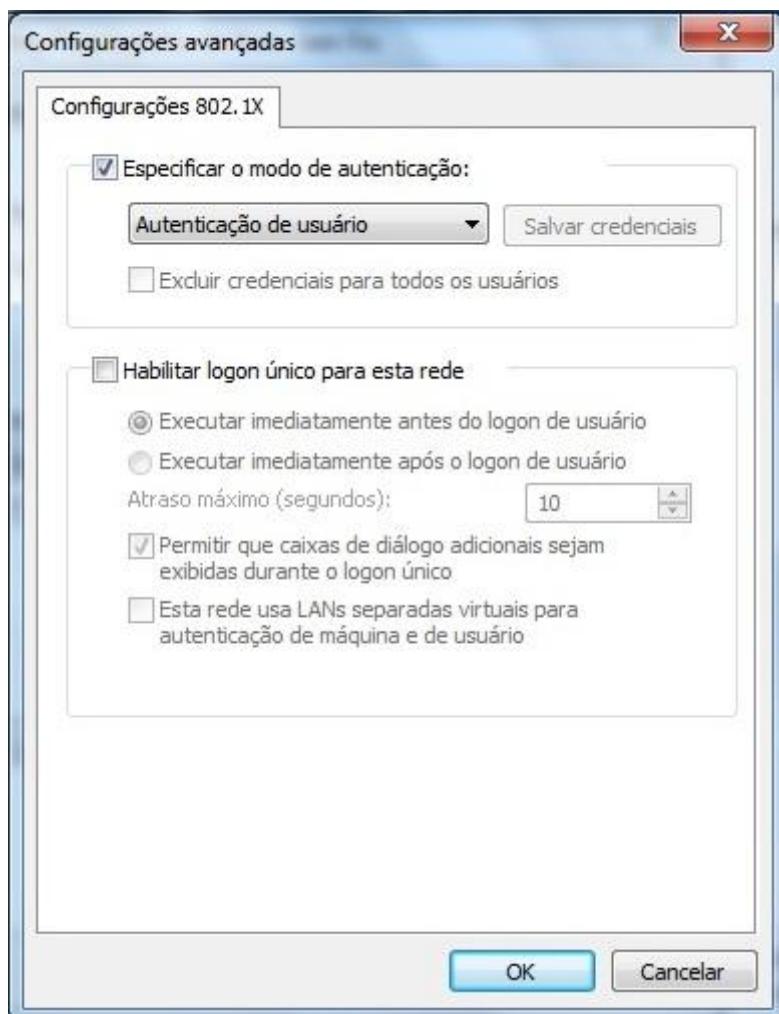 Configurações avançadas
Configurações 802.1X
Especificar o modo de autenticação:
Autenticação de usuário
Salvar credenciais
Excluir credenciais para todos os usuários
Habilitar logon único para esta rede
Executar imediatamente antes do logon de usuário
Executar imediatamente após o logon de usuário
Atraso máximo (segundos):
10
Permitir que caixas de diálogo adicionais sejam
exibidas durante o logon único
Esta rede usa LANs separadas virtuais para
autenticação de máquina e de usuário
OK
Cancelar